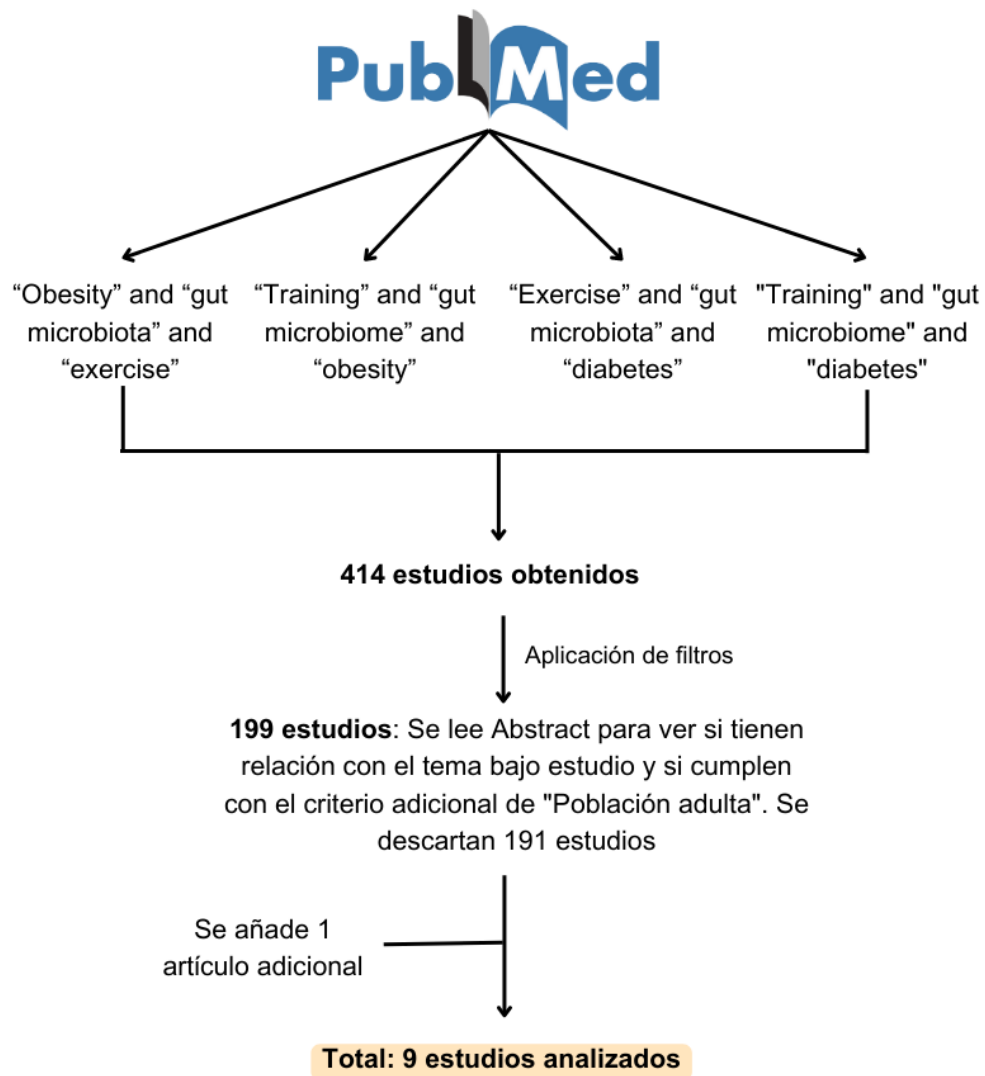 PubMed
“Obesity” and “gut
microbiota” and
“exercise”
“Training” and “gut
microbiome” and
“obesity”
“Exercise” and “gut
microbiota” and
“diabetes”
"Training" and "gut
microbiome" and
"diabetes"
414 estudios obtenidos
Aplicación de filtros
199 estudios: Se lee Abstract para ver si tienen
relación con el tema bajo estudio y si cumplen
con el criterio adicional de "Población adulta". Se
descartan 191 estudios
Se añade 1
artículo adicional
Total: 9 estudios analizados